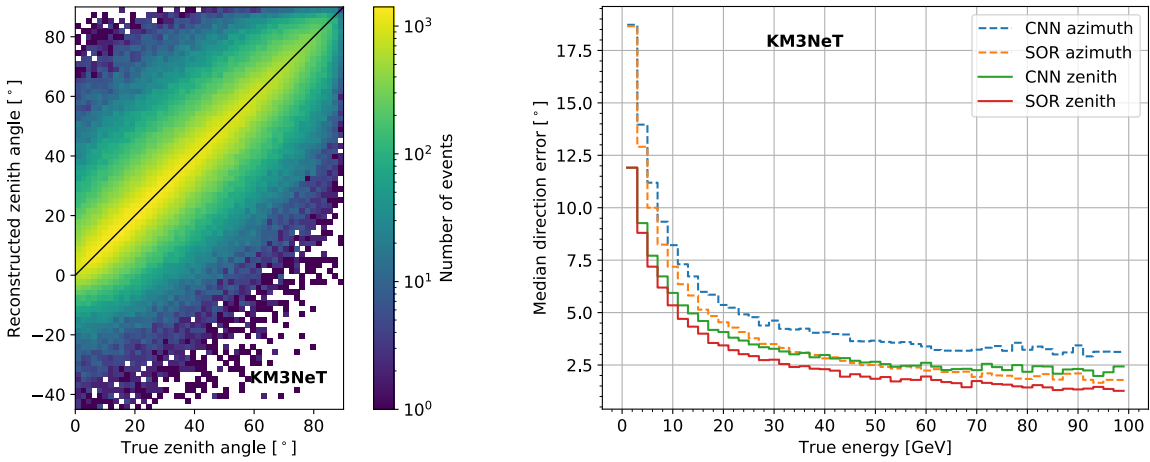 80
60
40
20
0
−20
−40
Reconstructed zenith angle [°]
0 20 40 60 80
True zenith angle [°]
KM3NeT
10³
10²
10¹
10⁰
Number of events
17.5
15.0
12.5
10.0
7.5
5.0
2.5
Median direction error [°]
0 10 20 30 40 50 60 70 80 90 100
True energy [GeV]
KM3NeT
CNN azimuth
SOR azimuth
CNN zenith
SOR zenith